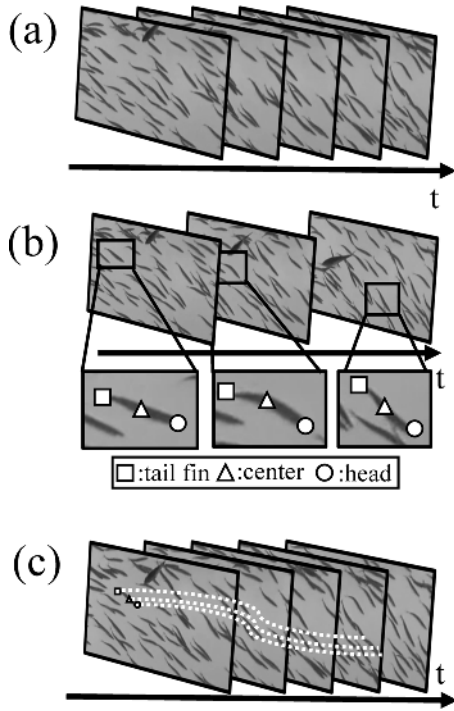 (a)
t
(b)
t
□:tail fin △:center ○:head
(c)
t